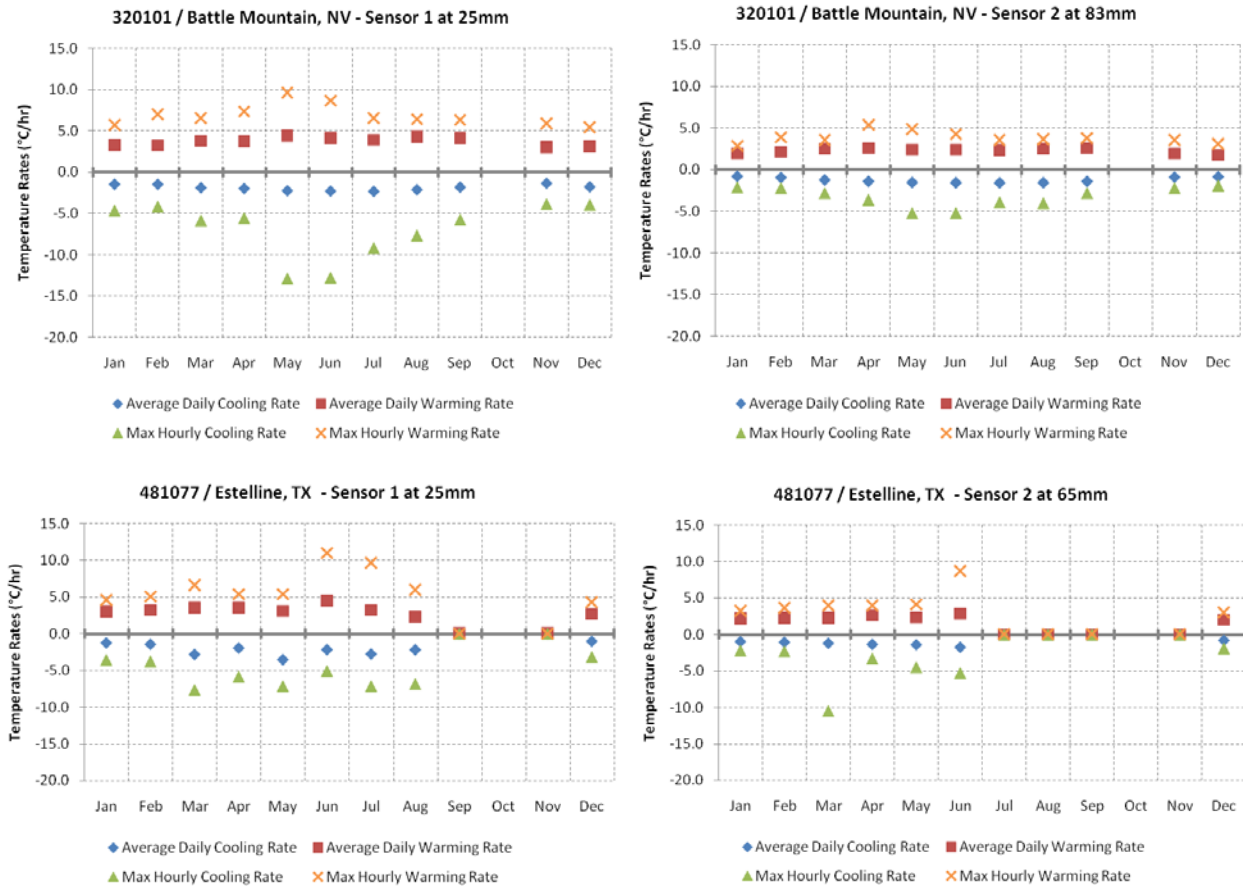 320101 / Battle Mountain, NV - Sensor 1 at 25mm
Temperature Rates (°C/hr)
15.0
10.0
5.0
0.0
-5.0
-10.0
-15.0
-20.0
Jan Feb Mar Apr May Jun Jul Aug Sep Oct Nov Dec
Average Daily Cooling Rate Average Daily Warming Rate
Max Hourly Cooling Rate Max Hourly Warming Rate
320101 / Battle Mountain, NV - Sensor 2 at 83mm
Temperature Rates (°C/hr)
15.0
10.0
5.0
0.0
-5.0
-10.0
-15.0
-20.0
Jan Feb Mar Apr May Jun Jul Aug Sep Oct Nov Dec
Average Daily Cooling Rate Average Daily Warming Rate
Max Hourly Cooling Rate Max Hourly Warming Rate
481077 / Estelline, TX - Sensor 1 at 25mm
Temperature Rates (°C/hr)
15.0
10.0
5.0
0.0
-5.0
-10.0
-15.0
-20.0
Jan Feb Mar Apr May Jun Jul Aug Sep Oct Nov Dec
Average Daily Cooling Rate Average Daily Warming Rate
Max Hourly Cooling Rate Max Hourly Warming Rate
481077 / Estelline, TX - Sensor 2 at 65mm
Temperature Rates (°C/hr)
15.0
10.0
5.0
0.0
-5.0
-10.0
-15.0
-20.0
Jan Feb Mar Apr May Jun Jul Aug Sep Oct Nov Dec
Average Daily Cooling Rate Average Daily Warming Rate
Max Hourly Cooling Rate Max Hourly Warming Rate